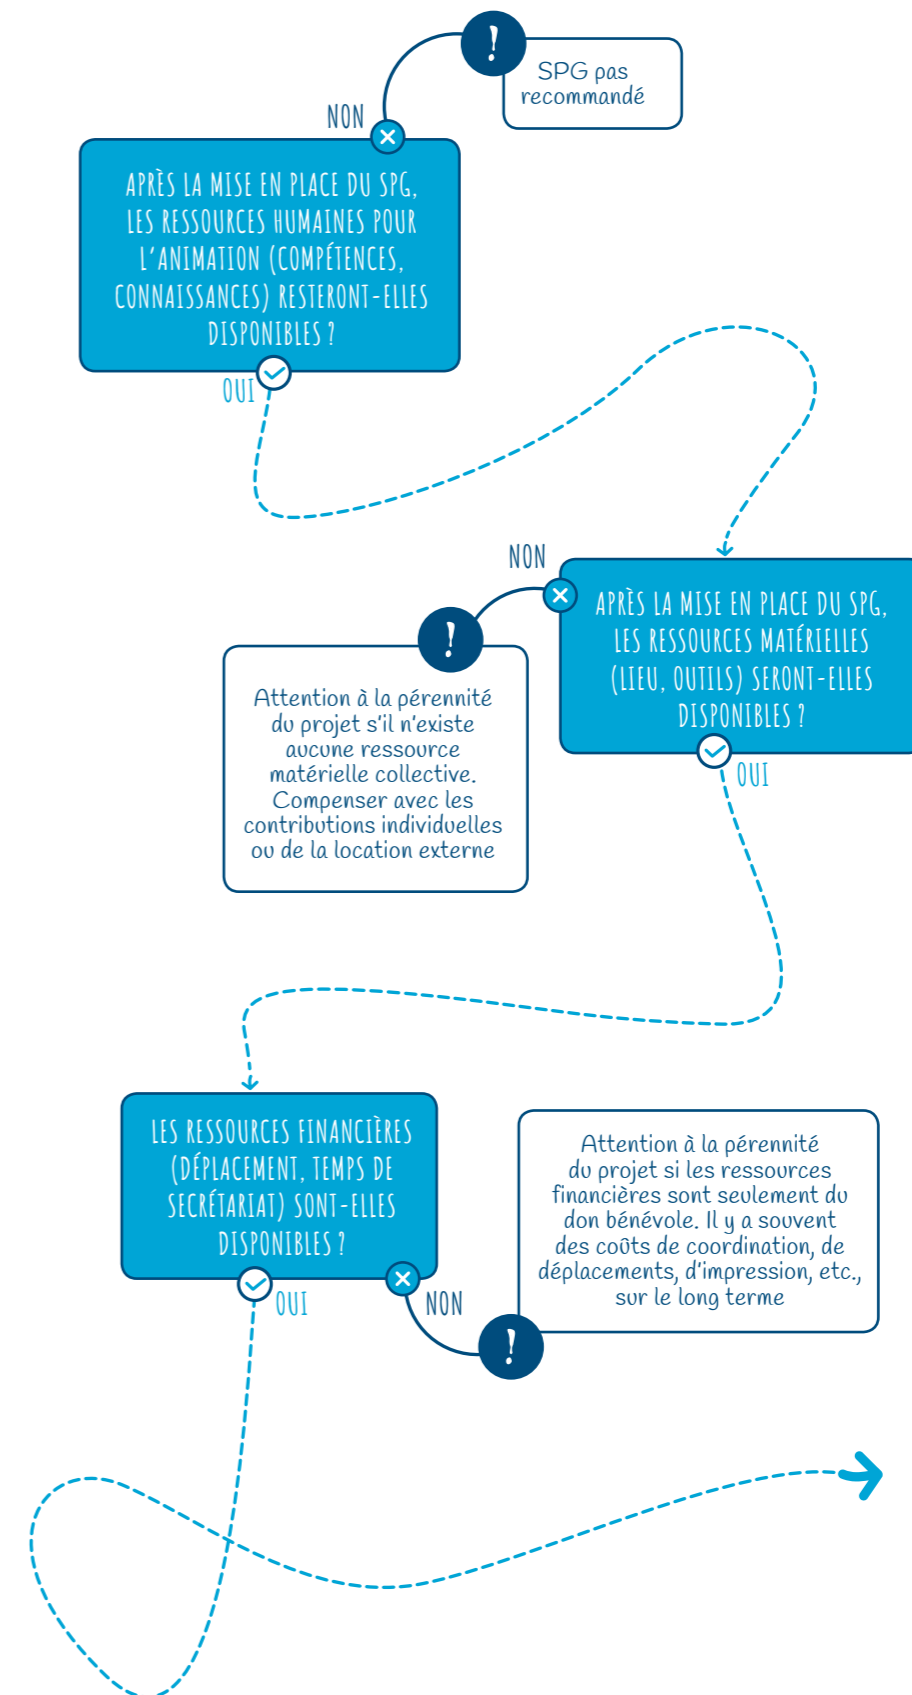 SPG pas
recommandé
NON
APRÈS LA MISE EN PLACE DU SPG,
LES RESSOURCES HUMAINES POUR
L'ANIMATION (COMPÉTENCES,
CONNAISSANCES) RESTERONT-ELLES
DISPONIBLES ?
OUI
NON
APRÈS LA MISE EN PLACE DU SPG,
LES RESSOURCES MATÉRIELLES
(LIEU, OUTILS) SERONT-ELLES
DISPONIBLES ?
Attention à la pérennité
du projet s'il n'existe
aucune ressource
matérielle collective.
Compenser avec les
contributions individuelles
ou de la location externe
OUI
LES RESSOURCES FINANCIÈRES
(DÉPLACEMENT, TEMPS DE
SECRÉTARIAT) SONT-ELLES
DISPONIBLES ?
Attention à la pérennité
du projet si les ressources
financières sont seulement du
don bénévole. Il y a souvent
des coûts de coordination, de
déplacements, d'impression, etc.,
sur le long terme
OUI
NON